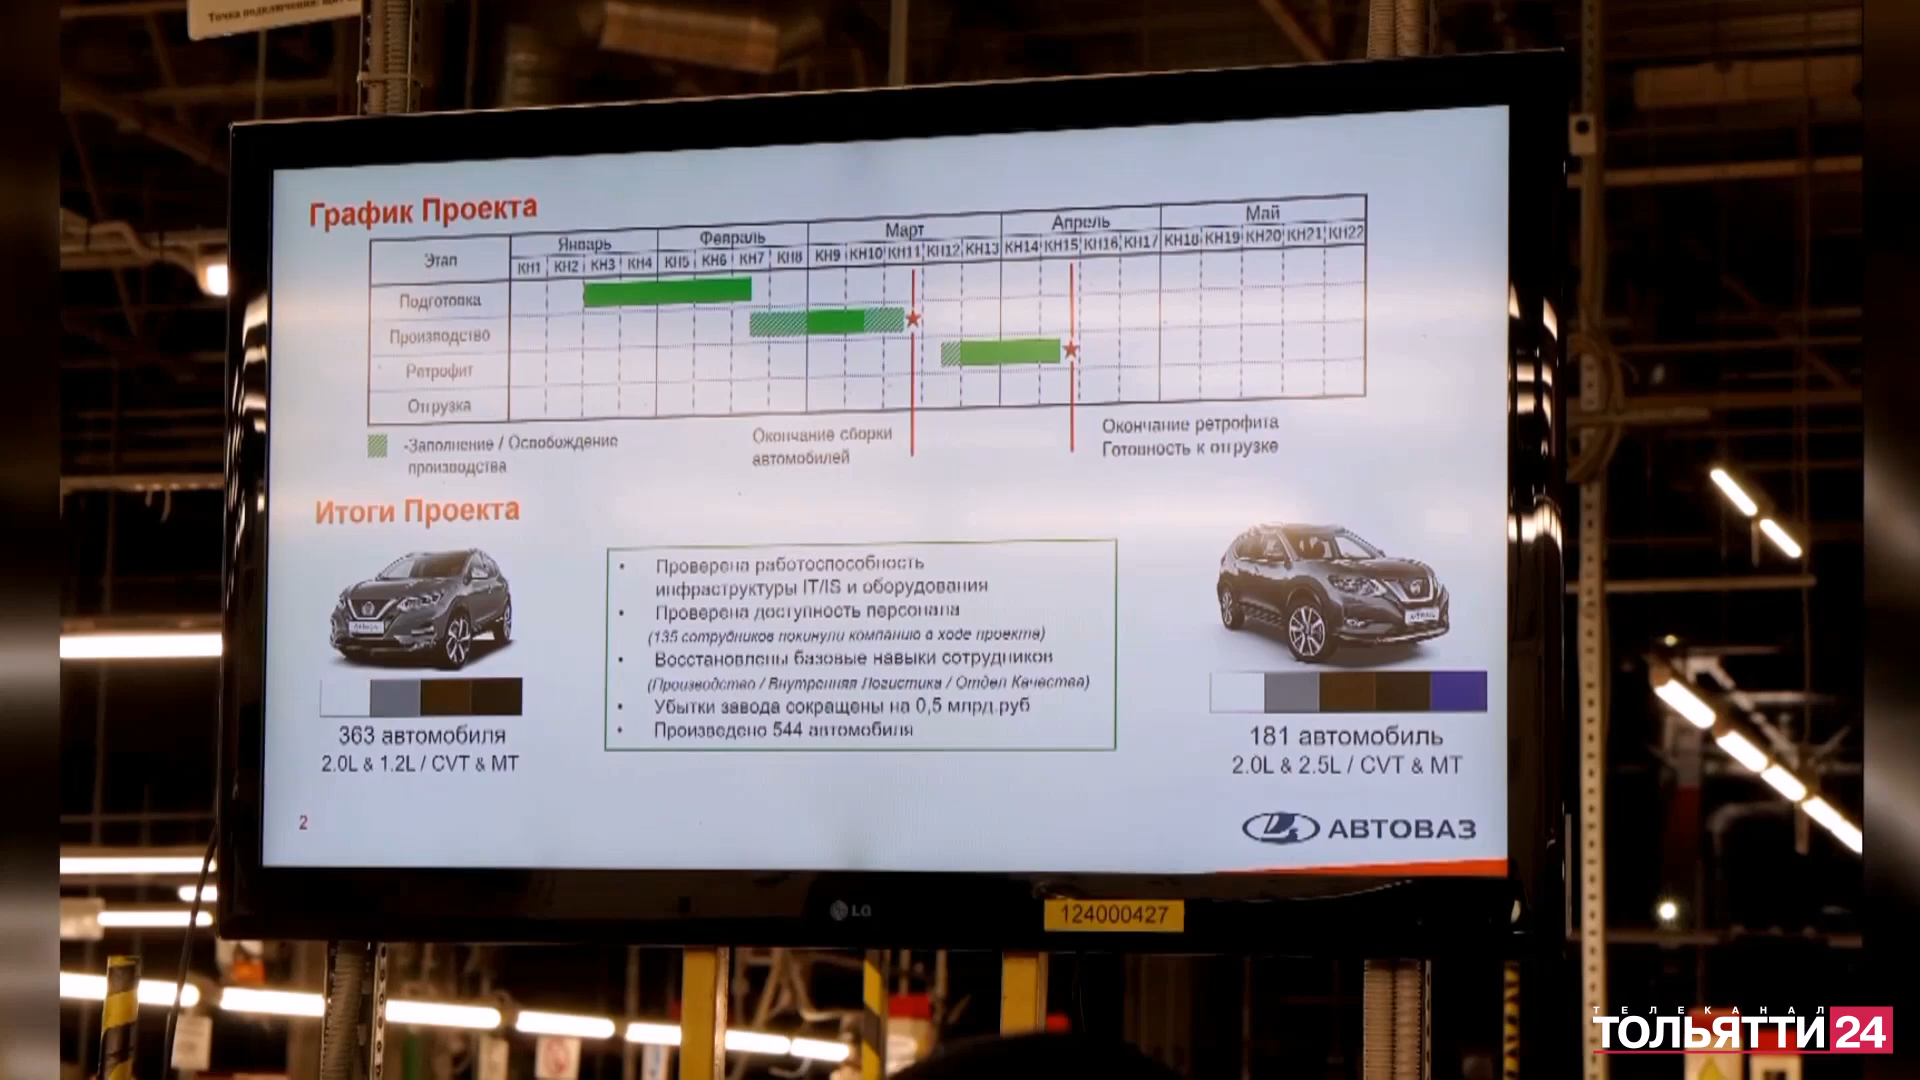 Точка подключения:
График Проекта
Этап
Январь
Февраль
Март
Апрель
Май
КН1 КН2 КН3 КН4 КН5 КН6 КН7 КН8 КН9 КН10 КН11 КН12 КН13 КН14 КН15 КН16 КН17 КН18 КН19 КН20 КН21 КН22
Подготовка
Производство
Ретрофит
Отгрузка
-Заполнение / Освобождение
производства
Окончание сборки
автомобилей
Окончание ретрофита
Готовность к отгрузке
Итоги Проекта
• Проверена работоспособность
инфраструктуры IT/IS и оборудования
• Проверена доступность персонала
(135 сотрудников покинули компанию в ходе проекта)
• Восстановлены базовые навыки сотрудников
(Производство / Внутренняя Логистика / Отдел Качества)
• Убытки завода сокращены на 0,5 млрд.руб
• Произведено 544 автомобиля
363 автомобиля
2.0L & 1.2L / CVT & MT
181 автомобиль
2.0L & 2.5L / CVT & MT
2
АВТОВАЗ
LG
124000427
ТЕЛЕКАНАЛ
ТОЛЬЯТТИ 24